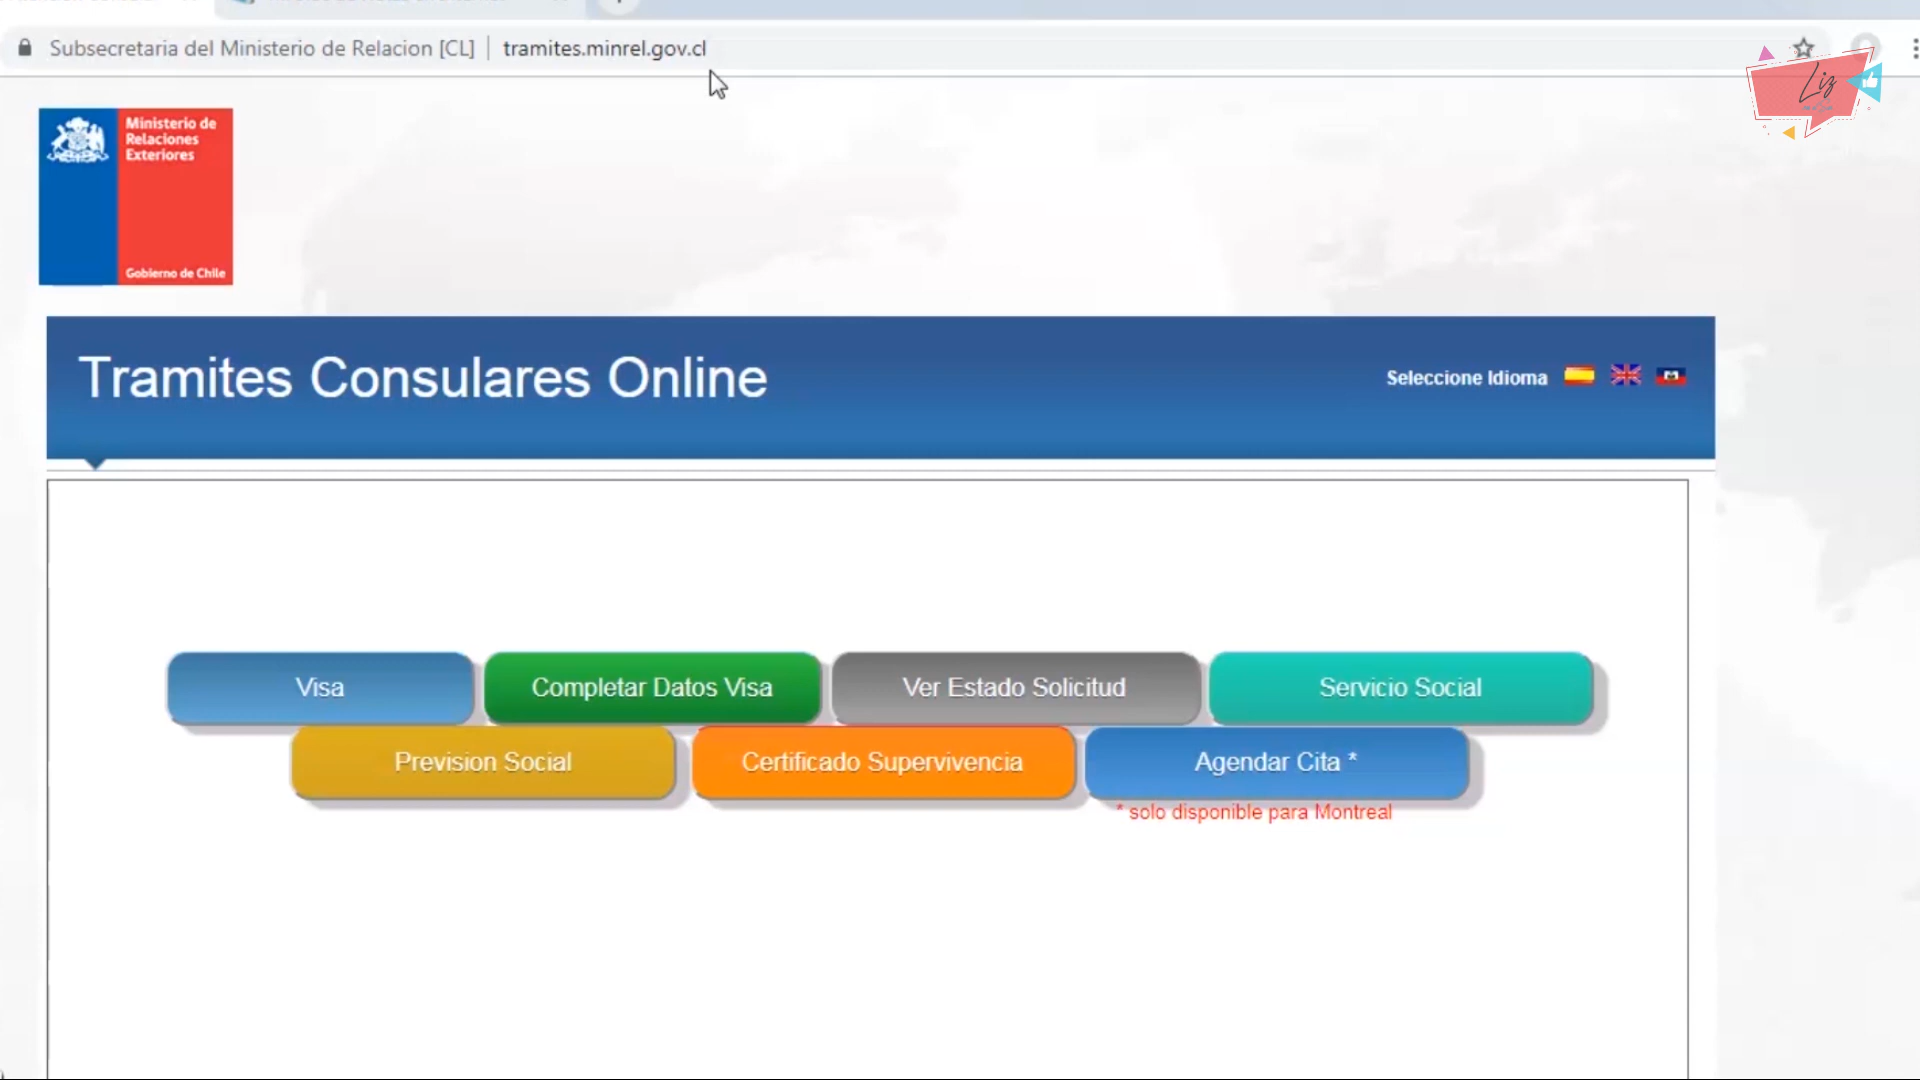 Subsecretaria del Ministerio de Relacion [CL] | tramites.minrel.gov.cl
Liz
Ministerio de
Relaciones
Exteriores
Gobierno de Chile
Tramites Consulares Online
Seleccione Idioma
Visa
Completar Datos Visa
Ver Estado Solicitud
Servicio Social
Prevision Social
Certificado Supervivencia
Agendar Cita *
* solo disponible para Montreal